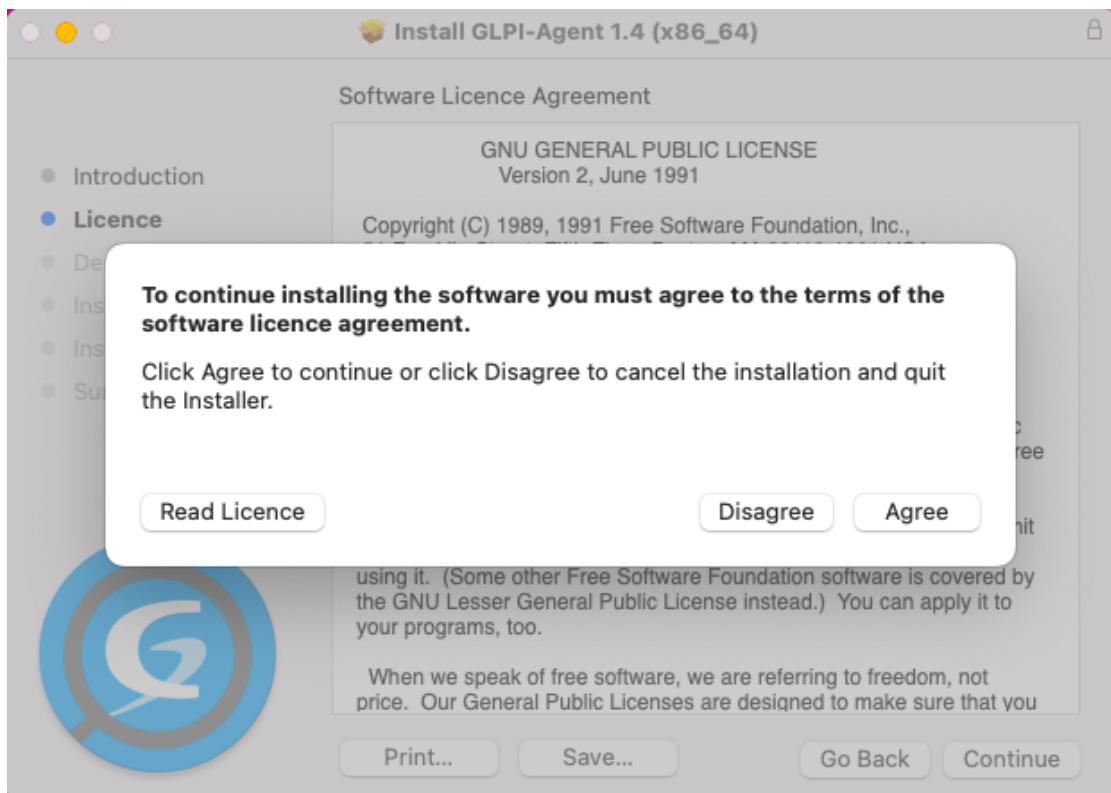 Install GLPI-Agent 1.4 (x86_64)
Software Licence Agreement
Introduction
Licence
GNU GENERAL PUBLIC LICENSE
Version 2, June 1991
Copyright (C) 1989, 1991 Free Software Foundation, Inc.,
To continue installing the software you must agree to the terms of the
software licence agreement.
Click Agree to continue or click Disagree to cancel the installation and quit
the Installer.
Read Licence
Disagree
Agree
using it. (Some other Free Software Foundation software is covered by
the GNU Lesser General Public License instead.) You can apply it to
your programs, too.
When we speak of free software, we are referring to freedom, not
price. Our General Public Licenses are designed to make sure that you
Print...
Save...
Go Back
Continue